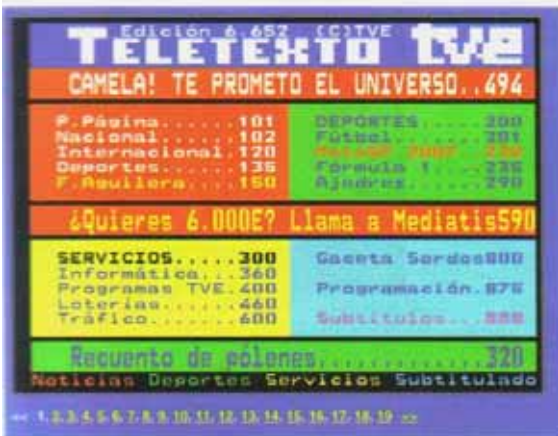 Edición 6.652 (C)TVE
TELETEXTO tve
CAMELA! TE PROMETO EL UNIVERSO..494
P.Página......101
Nacional......102
Internacional.120
Deportes......135
F.Aguilera....150
DEPORTES.....200
Fútbol.......201
Fórmula 1....235
Ajedrez......290
¿Quieres 6.000E? Llama a Mediatis590
SERVICIOS.....300
Informática...360
Programas TVE.400
Loterías......460
Tráfico.......600
Gaceta Sordos800
Programación.875
Subtítulos...888
Recuento de pólenes.............320
Noticias Deportes Servicios Subtitulado
<< 1. 2. 3. 4. 5. 6. 7. 8. 9. 10. 11. 12. 13. 14. 15. 16. 17. 18. 19 >>